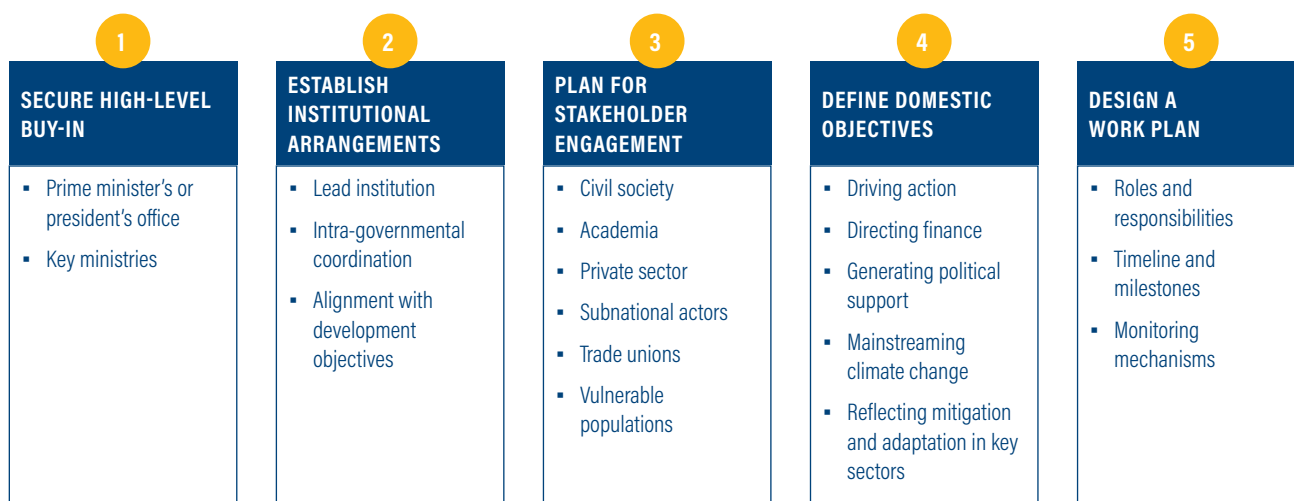 1
SECURE HIGH-LEVEL
BUY-IN
▪ Prime minister’s or
president’s office
▪ Key ministries
2
ESTABLISH
INSTITUTIONAL
ARRANGEMENTS
▪ Lead institution
▪ Intra-governmental
coordination
▪ Alignment with
development
objectives
3
PLAN FOR
STAKEHOLDER
ENGAGEMENT
▪ Civil society
▪ Academia
▪ Private sector
▪ Subnational actors
▪ Trade unions
▪ Vulnerable
populations
4
DEFINE DOMESTIC
OBJECTIVES
▪ Driving action
▪ Directing finance
▪ Generating political
support
▪ Mainstreaming
climate change
▪ Reflecting mitigation
and adaptation in key
sectors
5
DESIGN A
WORK PLAN
▪ Roles and
responsibilities
▪ Timeline and
milestones
▪ Monitoring
mechanisms